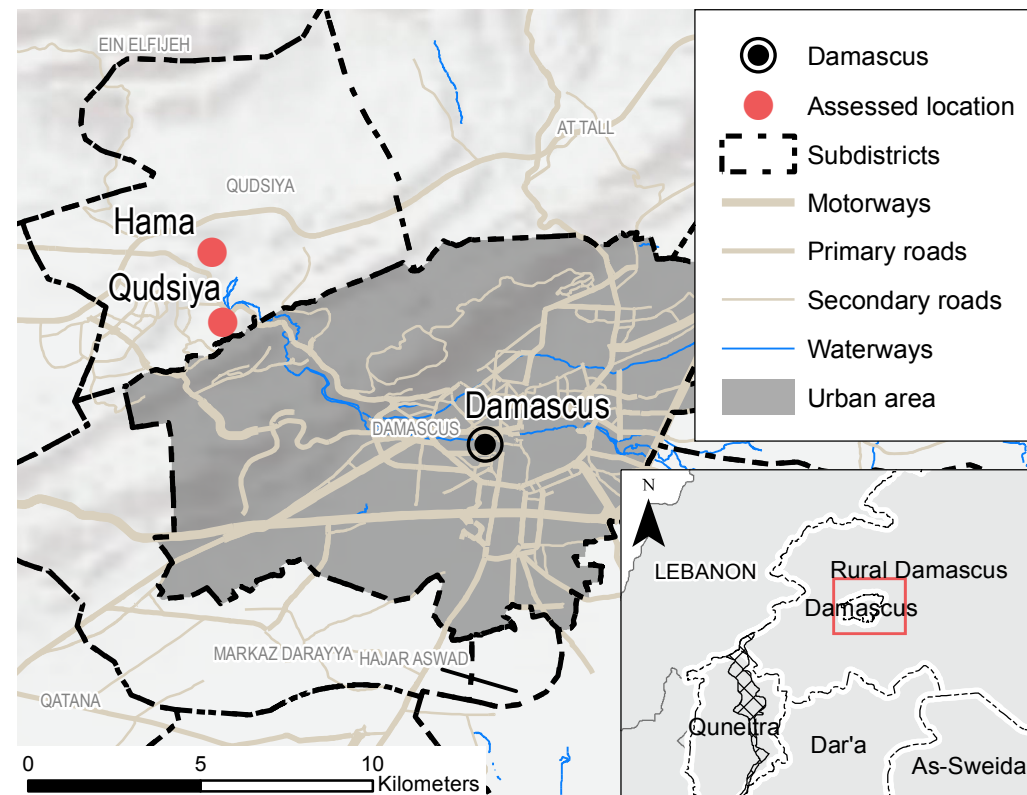 EIN ELFIJEH
AT TALL
QUDSIYA
Hama
Qudsiya
Damascus
DAMASCUS
MARKAZ DARAYYA
HAJAR ASWAD
QATANA
0
5
10
Kilometers
Damascus
Assessed location
Subdistricts
Motorways
Primary roads
Secondary roads
Waterways
Urban area
N
LEBANON
Rural Damascus
Damascus
Quneitra
Dar'a
As-Sweida